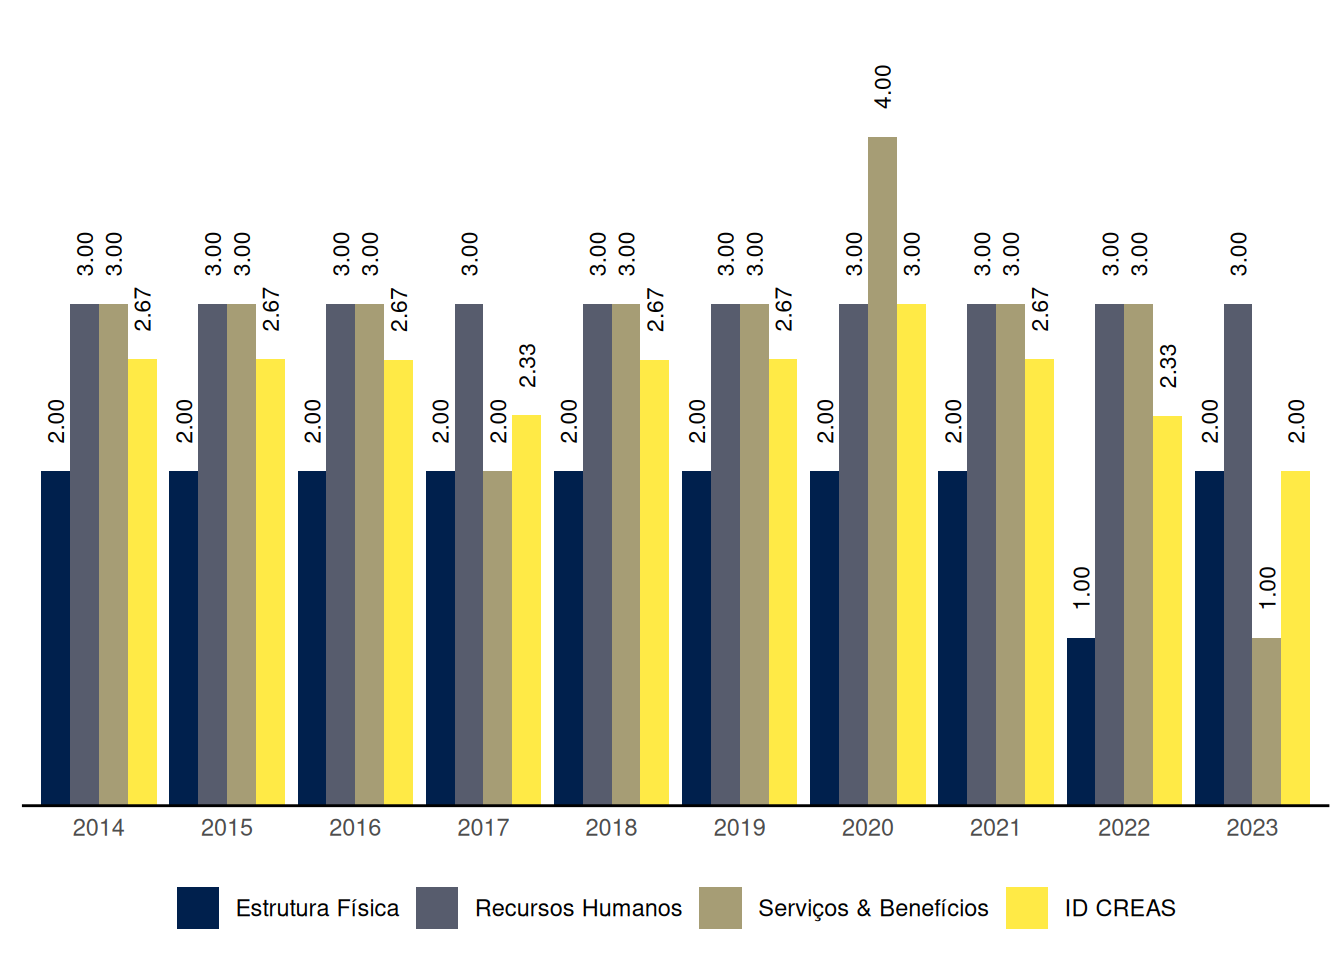 4.00
3.00 3.00 3.00 3.00 3.00 3.00 3.00 3.00 3.00 3.00 3.00 3.00 3.00 3.00 3.00 3.00 3.00 3.00
2.67 2.67 2.67 2.67 2.67 2.67
2.33 2.33
2.00 2.00 2.00 2.00 2.00 2.00 2.00 2.00 2.00 2.00 2.00
1.00 1.00
2014 2015 2016 2017 2018 2019 2020 2021 2022 2023
Estrutura Física Recursos Humanos Serviços & Benefícios ID CREAS